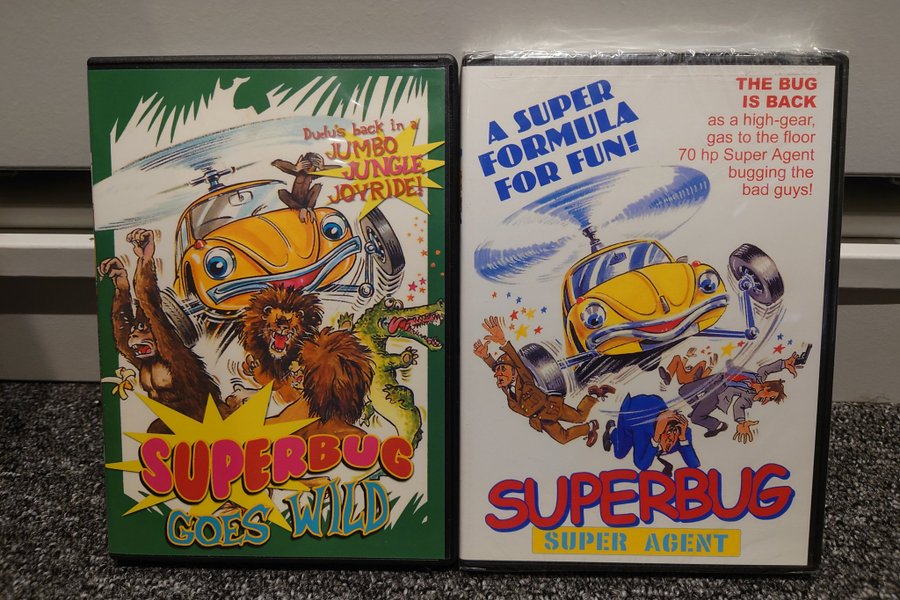 Dudu's back in a
JUMBO
JUNGLE
JOYRIDE!
SUPERBUG
GOES WILD
A SUPER
FORMULA
FOR FUN!
THE BUG
IS BACK
as a high-gear,
gas to the floor
70 hp Super Agent
bugging the
bad guys!
SUPERBUG
SUPER AGENT